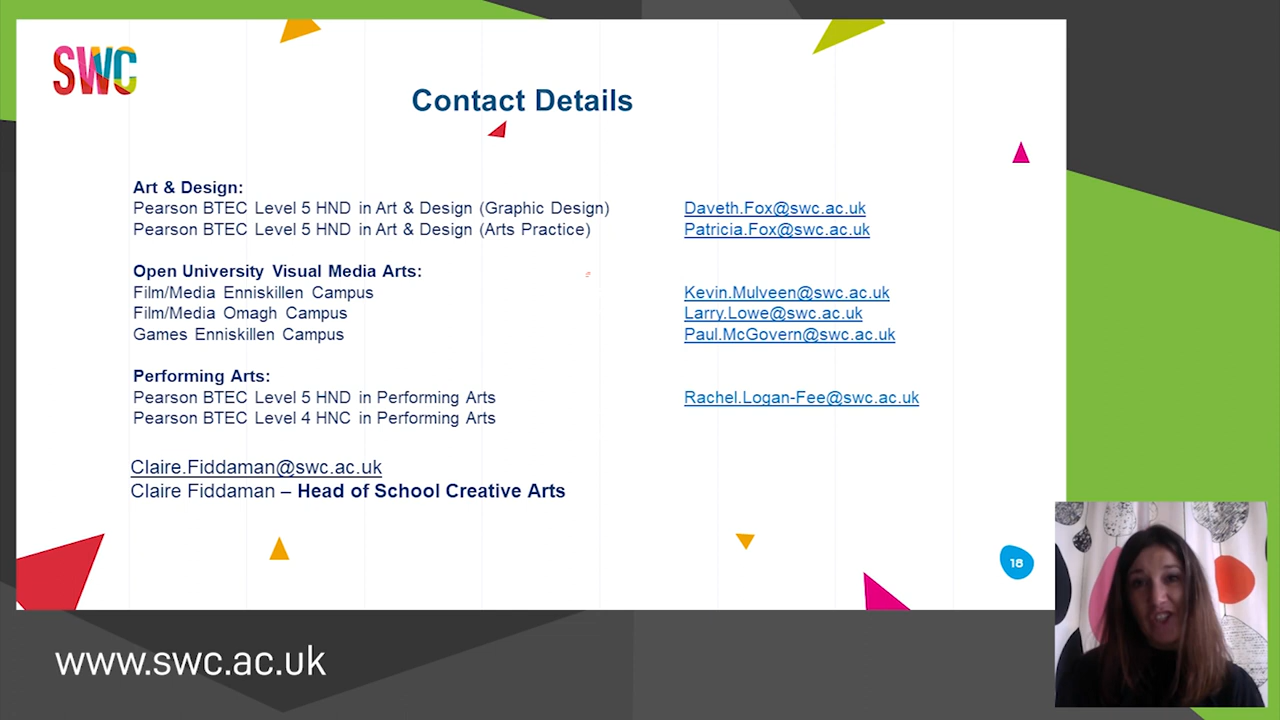 SWC
Contact Details
Art & Design:
Pearson BTEC Level 5 HND in Art & Design (Graphic Design) Daveth.Fox@swc.ac.uk
Pearson BTEC Level 5 HND in Art & Design (Arts Practice) Patricia.Fox@swc.ac.uk
Open University Visual Media Arts:
Film/Media Enniskillen Campus Kevin.Mulveen@swc.ac.uk
Film/Media Omagh Campus Larry.Lowe@swc.ac.uk
Games Enniskillen Campus Paul.McGovern@swc.ac.uk
Performing Arts:
Pearson BTEC Level 5 HND in Performing Arts Rachel.Logan-Fee@swc.ac.uk
Pearson BTEC Level 4 HNC in Performing Arts
Claire.Fiddaman@swc.ac.uk
Claire Fiddaman – Head of School Creative Arts
18
www.swc.ac.uk